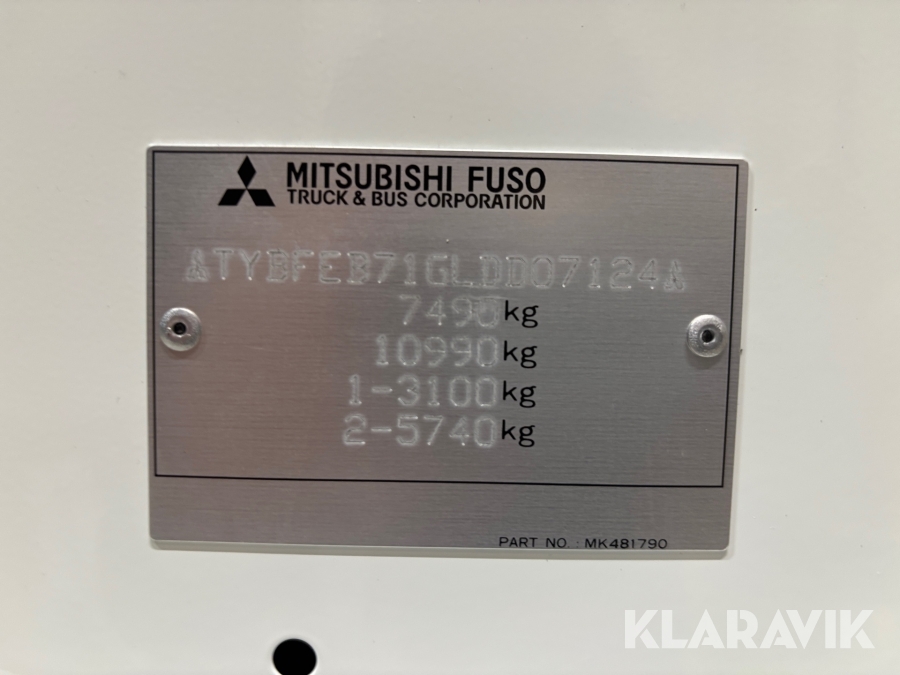 MITSUBISHI FUSO
TRUCK & BUS CORPORATION
TYBFEB71GLDD07124
7490kg
10990kg
1-3100kg
2-5740kg
PART NO. : MK481790
KLARAVIK